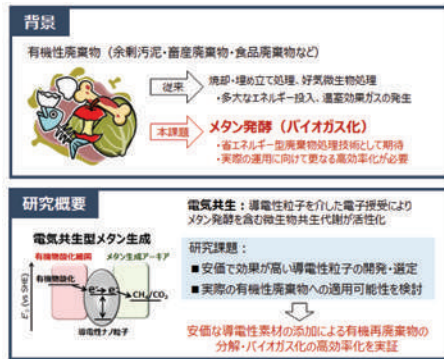 背景
有機性廃棄物（余剰汚泥・畜産廃棄物・食品廃棄物など）
従来
焼却・埋め立て処理、好気微生物処理
・多大なエネルギー投入、温室効果ガスの発生
本課題
メタン発酵（バイオガス化）
・省エネルギー型廃棄物処理技術として期待
・実際の運用に向けて更なる高効率化が必要
研究概要
電気共生：導電性粒子を介した電子授受により
メタン発酵を含む微生物共生代謝が活性化
電気共生型メタン生成
有機物酸化細菌
メタン生成アーキア
有機物酸化
e⁻
e⁻
CH₄/CO₂
導電性ナノ粒子
E°' (vs SHE)
研究課題：
■安価で効果が高い導電性粒子の開発・選定
■実際の有機性廃棄物への適用可能性を検討
安価な導電性素材の添加による有機再廃棄物の
分解・バイオガス化の高効率化を実証